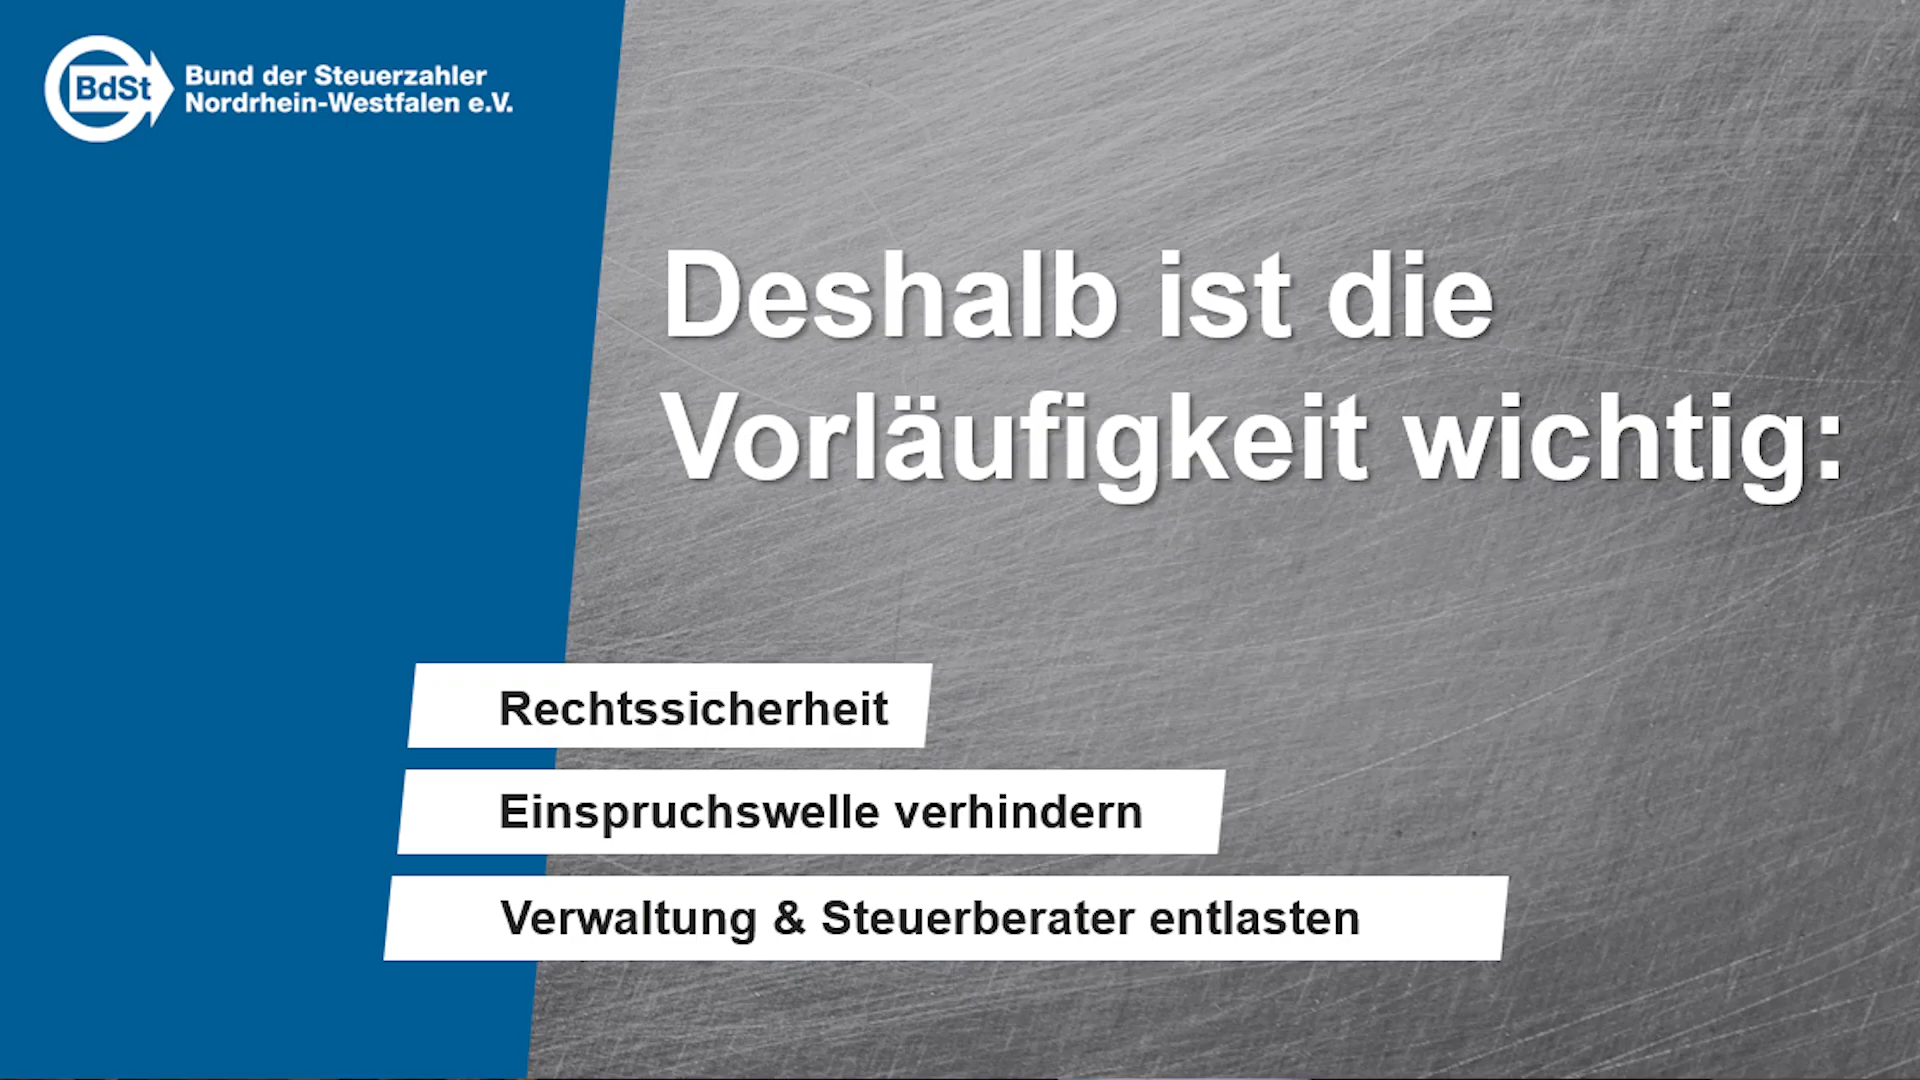 BdSt
Bund der Steuerzahler
Nordrhein-Westfalen e.V.
Deshalb ist die
Vorläufigkeit wichtig:
Rechtssicherheit
Einspruchswelle verhindern
Verwaltung & Steuerberater entlasten